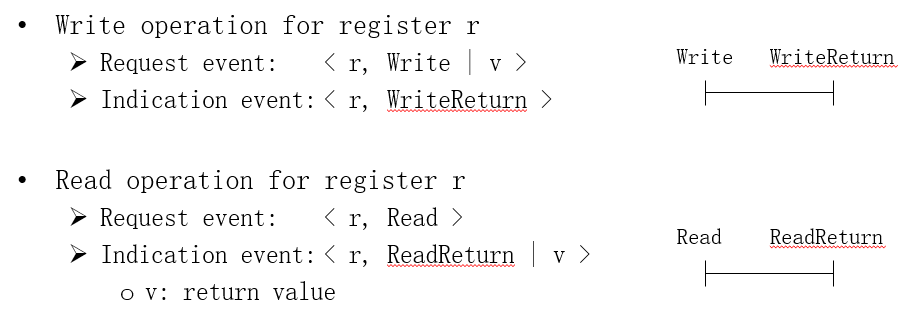 • Write operation for register r
➢ Request event: < r, Write | v >
➢ Indication event: < r, WriteReturn >
Write WriteReturn
• Read operation for register r
➢ Request event: < r, Read >
➢ Indication event: < r, ReadReturn | v >
o v: return value
Read ReadReturn